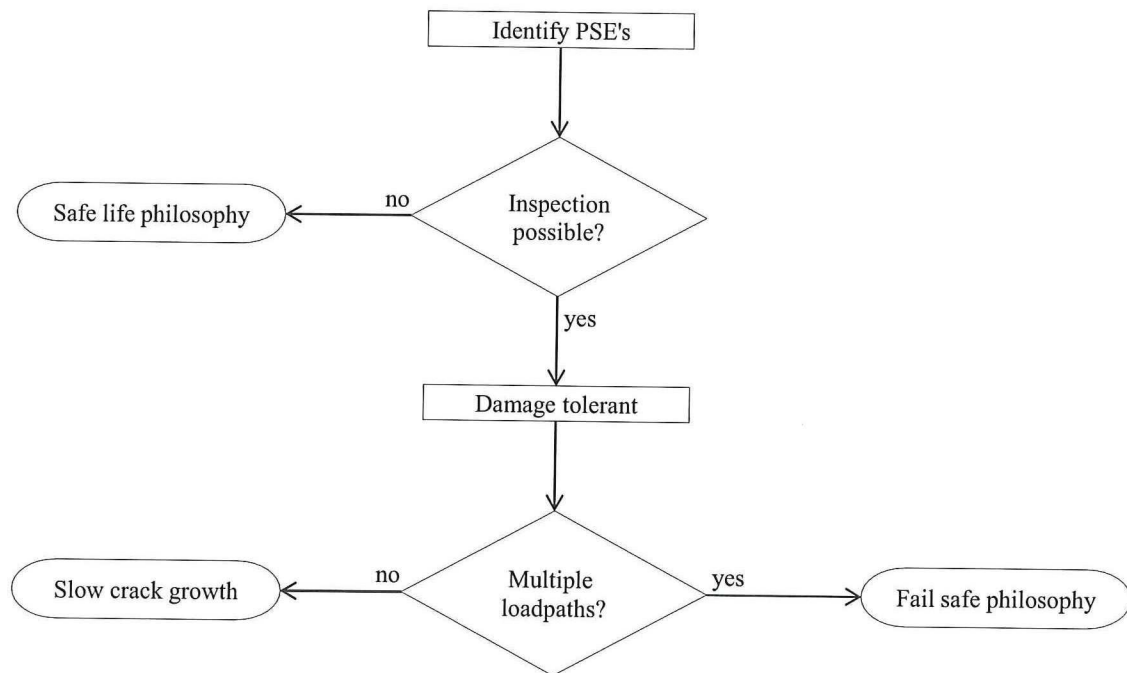 Identify PSE's
no
Safe life philosophy
Inspection
possible?
yes
Damage tolerant
no
yes
Slow crack growth
Multiple
loadpaths?
Fail safe philosophy